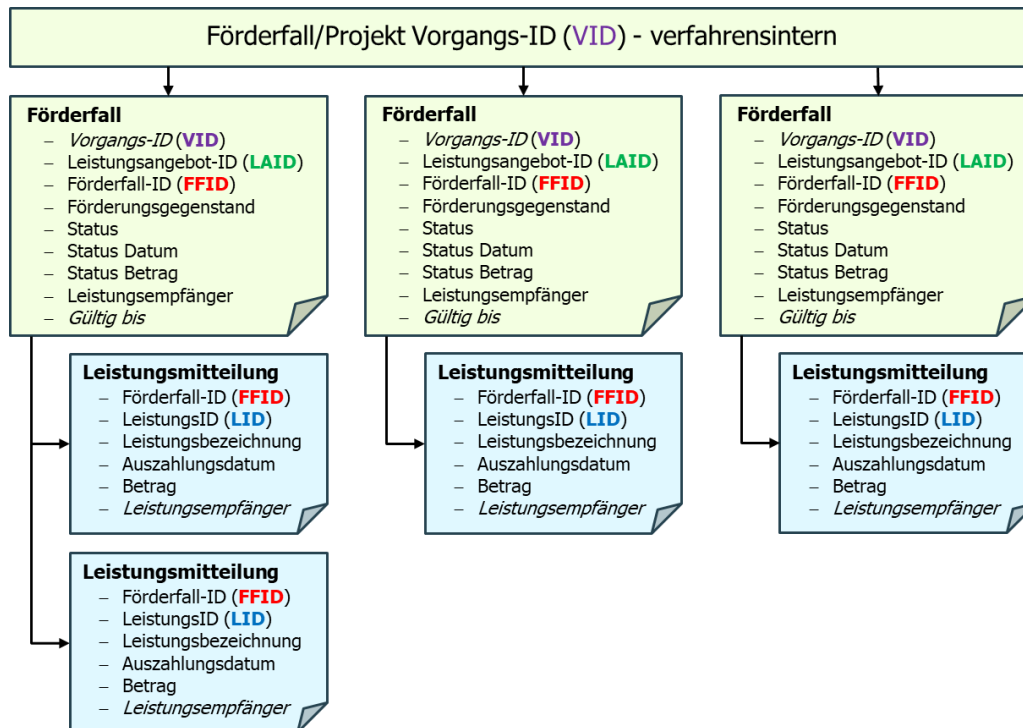 Förderfall/Projekt Vorgangs-ID (VID) - verfahrensintern
Förderfall
– Vorgangs-ID (VID)
– Leistungsangebot-ID (LAID)
– Förderfall-ID (FFID)
– Förderungsgegenstand
– Status
– Status Datum
– Status Betrag
– Leistungsempfänger
– Gültig bis
Leistungsmitteilung
– Förderfall-ID (FFID)
– LeistungsID (LID)
– Leistungsbezeichnung
– Auszahlungsdatum
– Betrag
– Leistungsempfänger
Leistungsmitteilung
– Förderfall-ID (FFID)
– LeistungsID (LID)
– Leistungsbezeichnung
– Auszahlungsdatum
– Betrag
– Leistungsempfänger
Förderfall
– Vorgangs-ID (VID)
– Leistungsangebot-ID (LAID)
– Förderfall-ID (FFID)
– Förderungsgegenstand
– Status
– Status Datum
– Status Betrag
– Leistungsempfänger
– Gültig bis
Leistungsmitteilung
– Förderfall-ID (FFID)
– LeistungsID (LID)
– Leistungsbezeichnung
– Auszahlungsdatum
– Betrag
– Leistungsempfänger
Förderfall
– Vorgangs-ID (VID)
– Leistungsangebot-ID (LAID)
– Förderfall-ID (FFID)
– Förderungsgegenstand
– Status
– Status Datum
– Status Betrag
– Leistungsempfänger
– Gültig bis
Leistungsmitteilung
– Förderfall-ID (FFID)
– LeistungsID (LID)
– Leistungsbezeichnung
– Auszahlungsdatum
– Betrag
– Leistungsempfänger